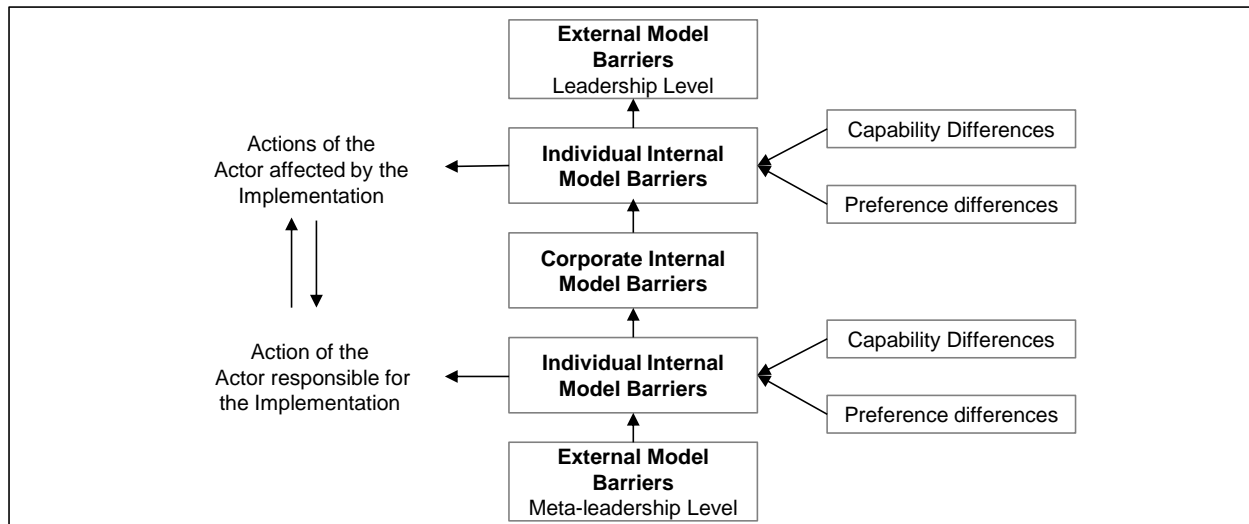 External Model
Barriers
Leadership Level
Capability Differences
Actions of the
Actor affected by the
Implementation
Individual Internal
Model Barriers
Preference differences
Corporate Internal
Model Barriers
Capability Differences
Action of the
Actor responsible for
the Implementation
Individual Internal
Model Barriers
Preference differences
External Model
Barriers
Meta-leadership Level